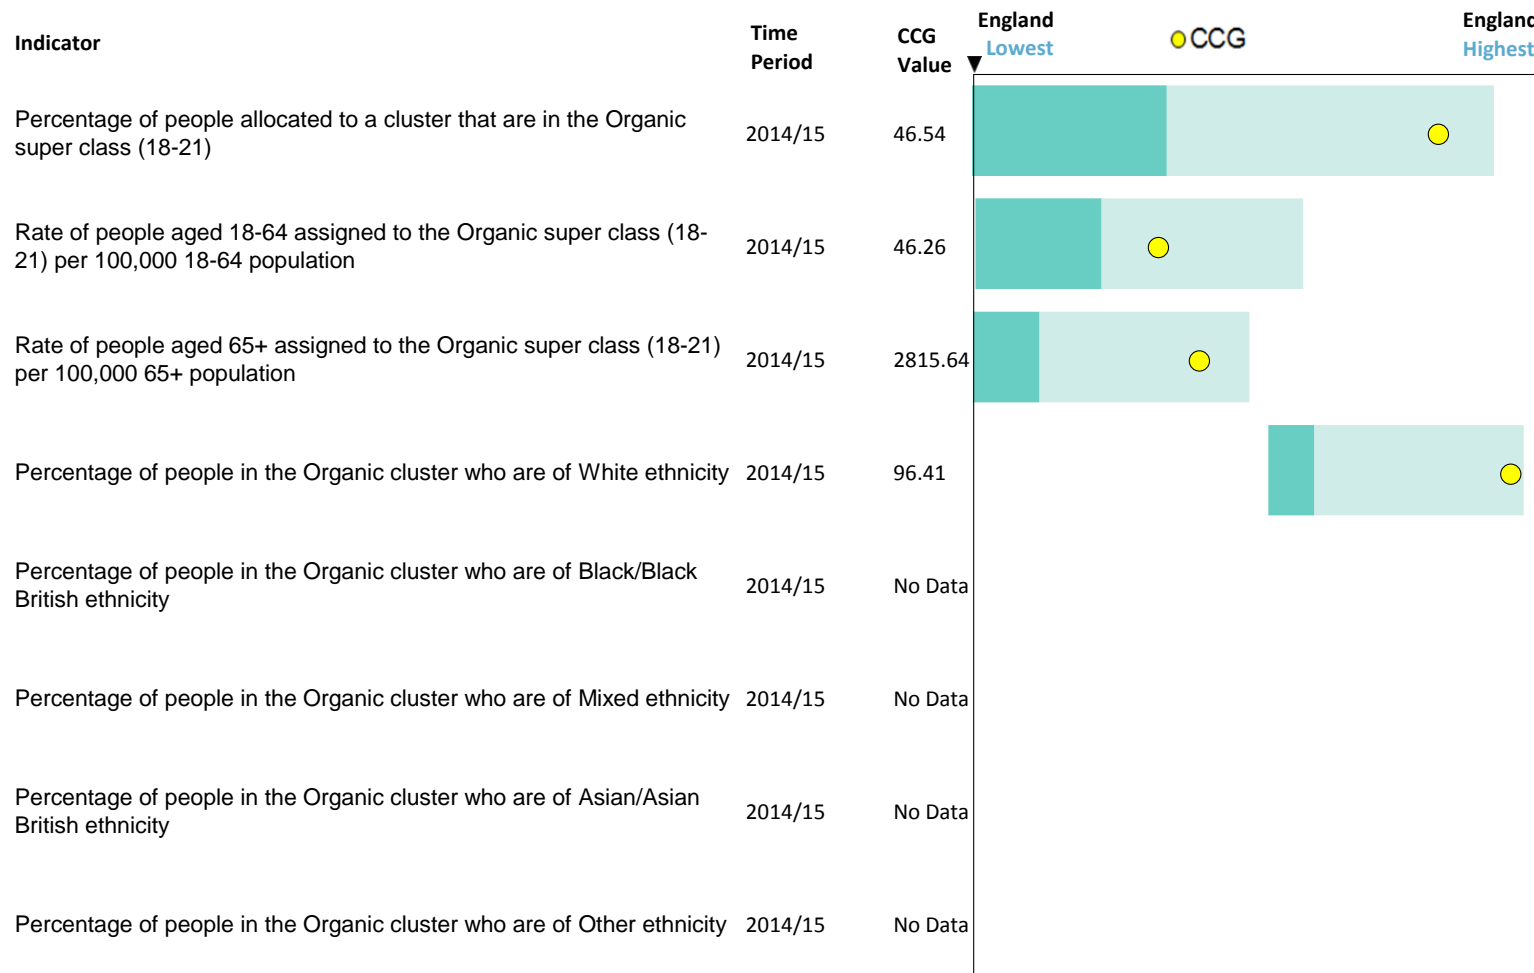 Indicator
Time
Period
CCG
Value
England
Lowest
CCG
England
Highest
Percentage of people allocated to a cluster that are in the Organic
super class (18-21)
2014/15
46.54
Rate of people aged 18-64 assigned to the Organic super class (18-
21) per 100,000 18-64 population
2014/15
46.26
Rate of people aged 65+ assigned to the Organic super class (18-21)
per 100,000 65+ population
2014/15
2815.64
Percentage of people in the Organic cluster who are of White ethnicity
2014/15
96.41
Percentage of people in the Organic cluster who are of Black/Black
British ethnicity
2014/15
No Data
Percentage of people in the Organic cluster who are of Mixed ethnicity
2014/15
No Data
Percentage of people in the Organic cluster who are of Asian/Asian
British ethnicity
2014/15
No Data
Percentage of people in the Organic cluster who are of Other ethnicity
2014/15
No Data